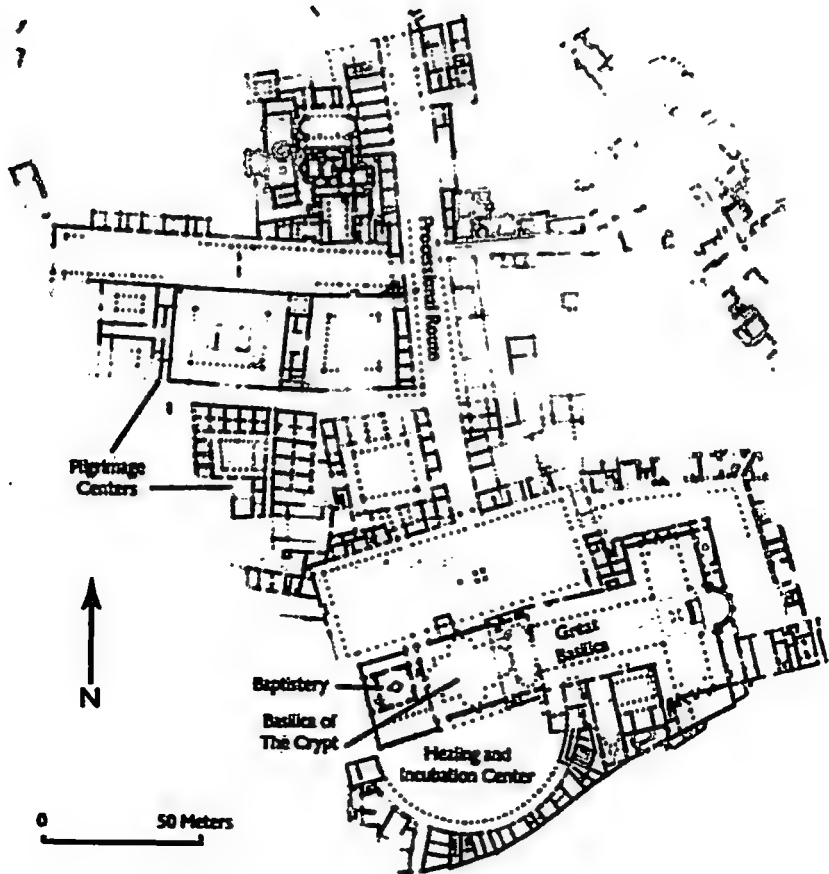 Processional Route
Pilgrimage
Centers
Great
Basilica
N
Baptistery
Basilica of
The Crypt
Healing and
Incubation Center
0 50 Meters